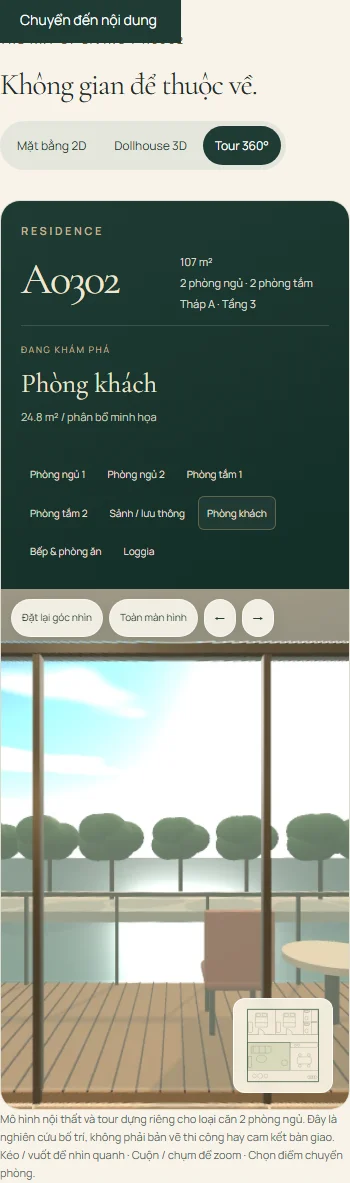 Chuyển đến nội dung
Không gian để thuộc về.
Mặt bằng 2D
Dollhouse 3D
Tour 360°
RESIDENCE
A0302
107 m²
2 phòng ngủ · 2 phòng tắm
Tháp A · Tầng 3
ĐANG KHÁM PHÁ
Phòng khách
24.8 m² / phân bổ minh họa
Phòng ngủ 1
Phòng ngủ 2
Phòng tắm 1
Phòng tắm 2
Sảnh / lưu thông
Phòng khách
Bếp & phòng ăn
Loggia
Đặt lại góc nhìn
Toàn màn hình
←
→
Mô hình nội thất và tour dựng riêng cho loại căn 2 phòng ngủ. Đây là
nghiên cứu bố trí, không phải bản vẽ thi công hay cam kết bàn giao.
Kéo / vuốt để nhìn quanh · Cuộn / chụm để zoom · Chọn điểm chuyển
phòng.